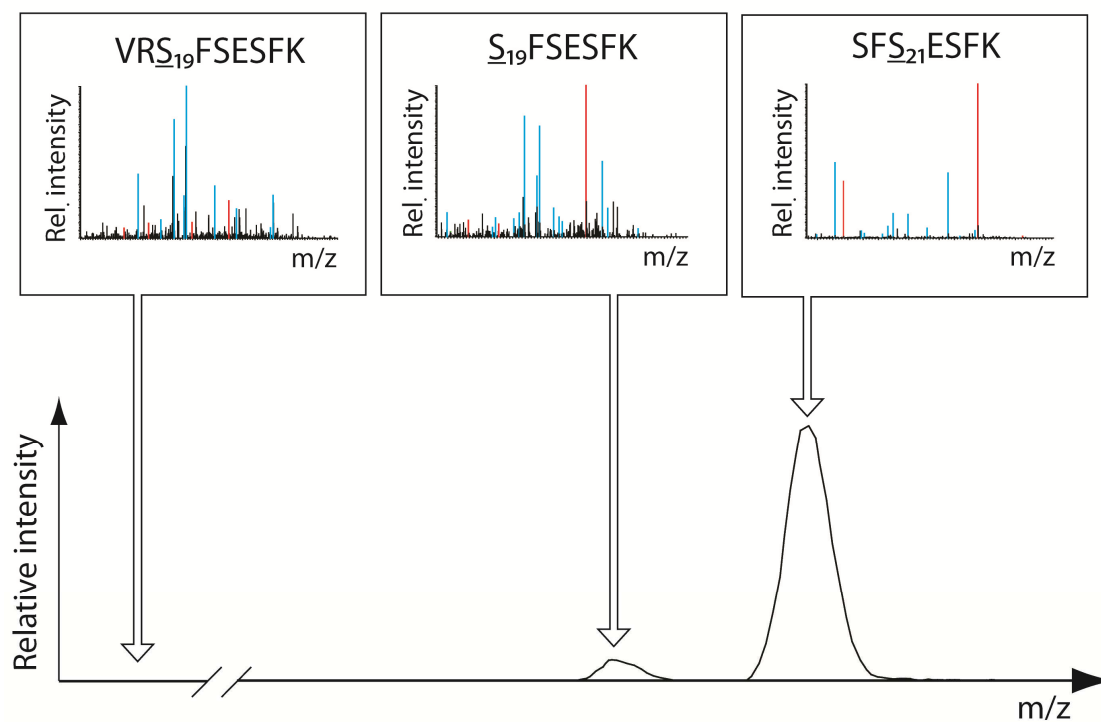 VRS₁₉FSESFK
Rel. intensity
m/z
S₁₉FSESFK
Rel. intensity
m/z
SFS₂₁ESFK
Rel. intensity
m/z
Relative intensity
m/z